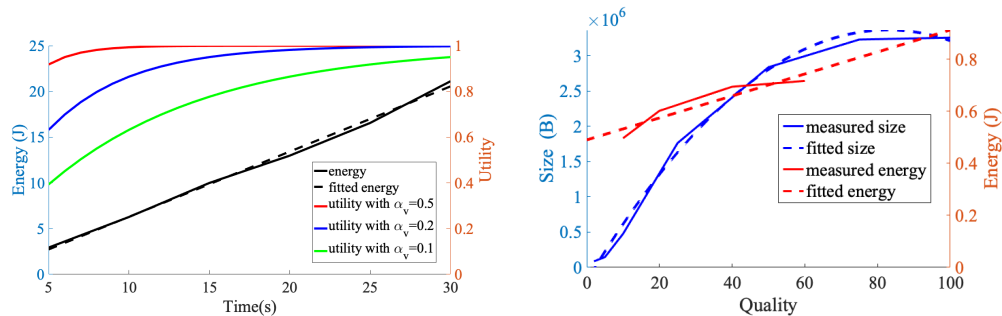 25
20
15
10
5
0
Energy (J)
5
10
15
20
25
30
Time(s)
1
0.8
0.6
0.4
0.2
0
Utility
energy
fitted energy
utility with αv=0.5
utility with αv=0.2
utility with αv=0.1
×10^6
3
2.5
2
1.5
1
0.5
0
Size (B)
0
20
40
60
80
100
Quality
0.8
0.6
0.4
0.2
0
Energy (J)
measured size
fitted size
measured energy
fitted energy